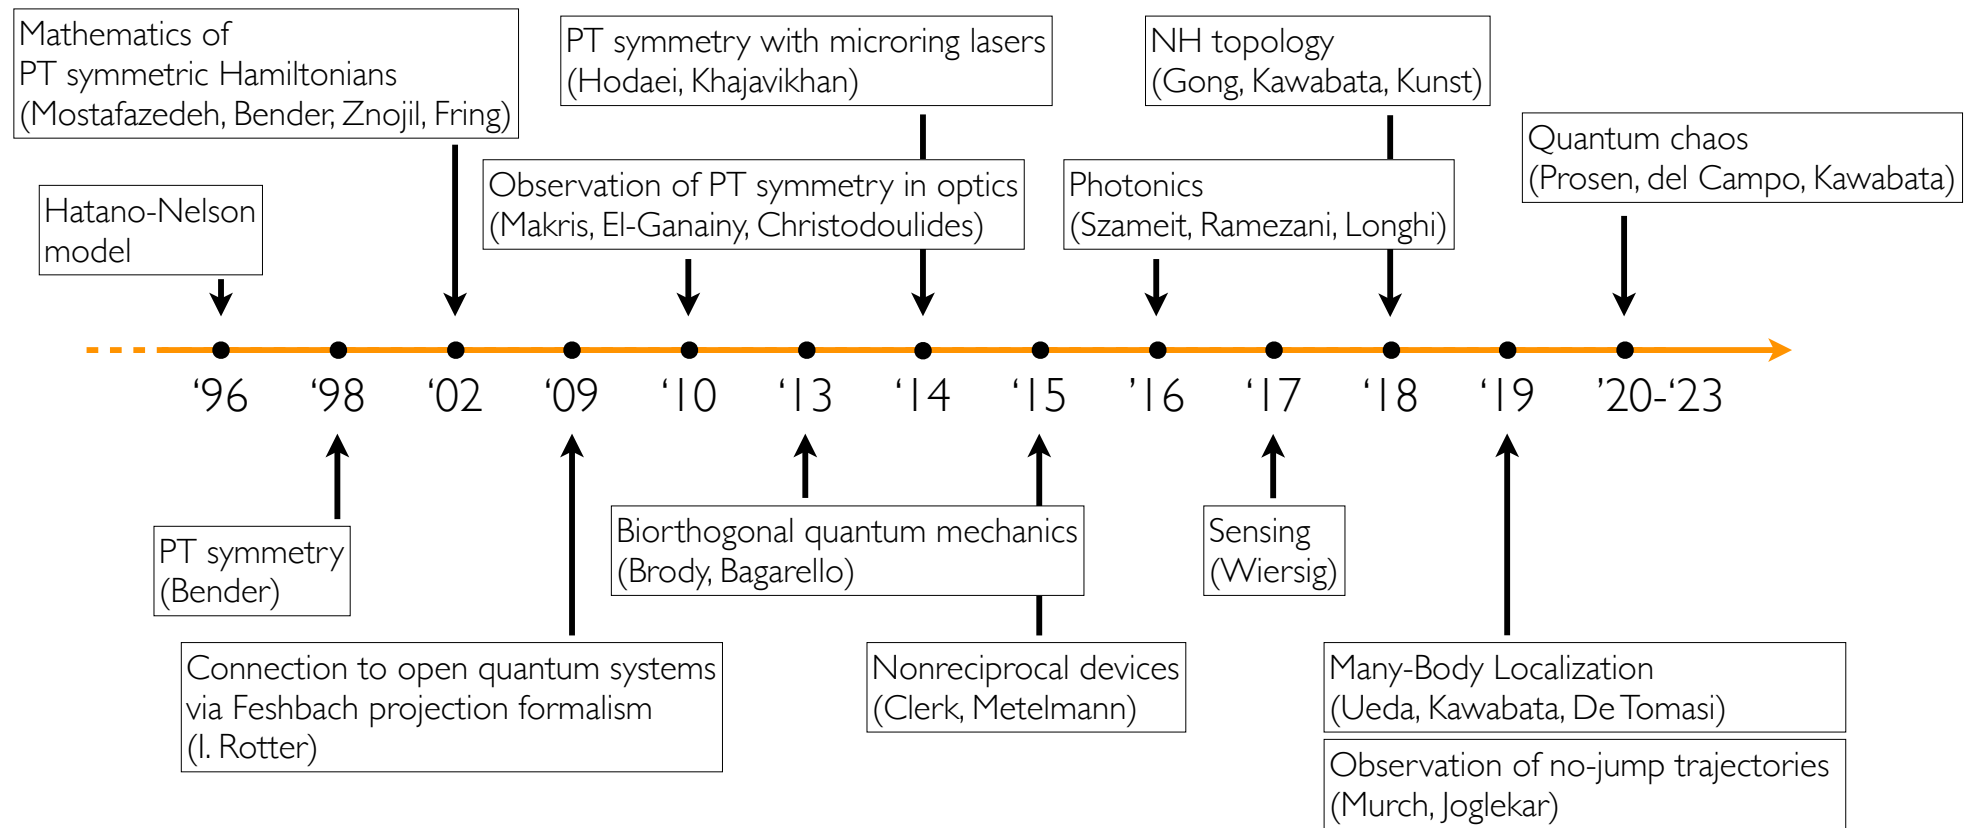 Mathematics of
PT symmetric Hamiltonians
(Mostafazedeh, Bender, Znojil, Fring)
PT symmetry with microring lasers
(Hodaei, Khajavikhan)
NH topology
(Gong, Kawabata, Kunst)
Quantum chaos
(Prosen, del Campo, Kawabata)
Hatano-Nelson
model
Observation of PT symmetry in optics
(Makris, El-Ganainy, Christodoulides)
Photonics
(Szameit, Ramezani, Longhi)
‘96 ‘98 ‘02 ‘09 ‘10 ‘13 ‘14 ‘15 ’16 ‘17 ‘18 ‘19 ’20-‘23
PT symmetry
(Bender)
Biorthogonal quantum mechanics
(Brody, Bagarello)
Sensing
(Wiersig)
Connection to open quantum systems
via Feshbach projection formalism
(I. Rotter)
Nonreciprocal devices
(Clerk, Metelmann)
Many-Body Localization
(Ueda, Kawabata, De Tomasi)
Observation of no-jump trajectories
(Murch, Joglekar)